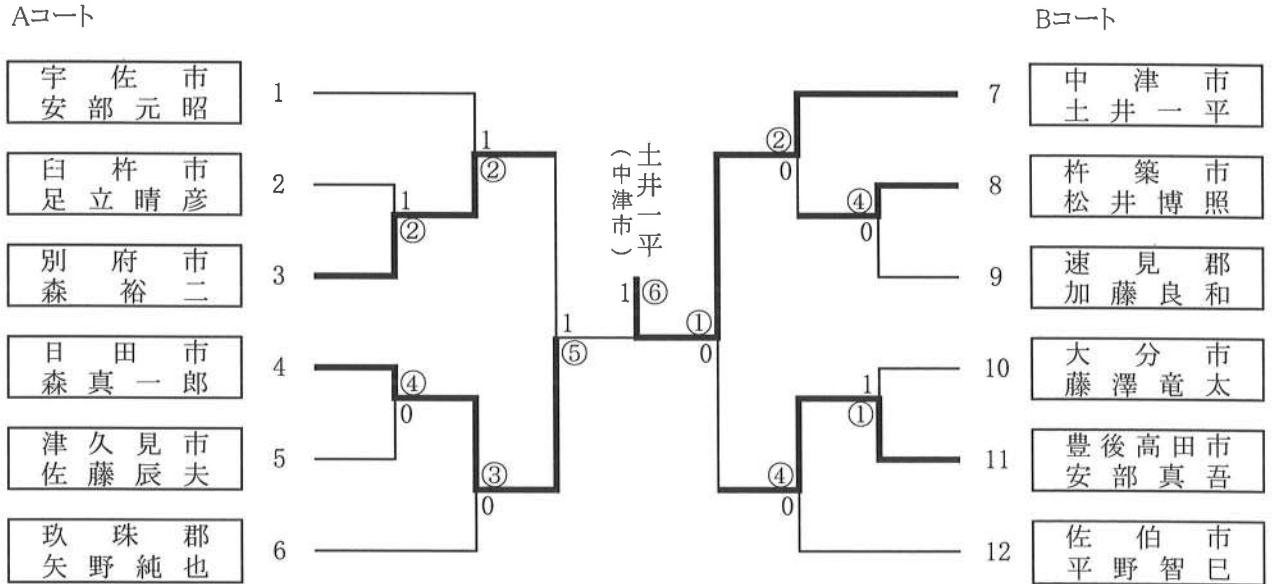 Aコート
Bコート
宇佐市
安部元昭
1
臼杵市
足立晴彦
2
別府市
森裕二
3
日田市
森真一郎
4
津久見市
佐藤辰夫
5
玖珠郡
矢野純也
6
1
②
1
②
④
0
③
0
1
⑤
土井一平
(中津市)
1
⑥
①
0
②
0
④
0
1
①
④
0
7
中津市
土井一平
8
杵築市
松井博照
9
速見郡
加藤良和
10
大分市
藤澤竜太
11
豊後高田市
安部真吾
12
佐伯市
平野智巳